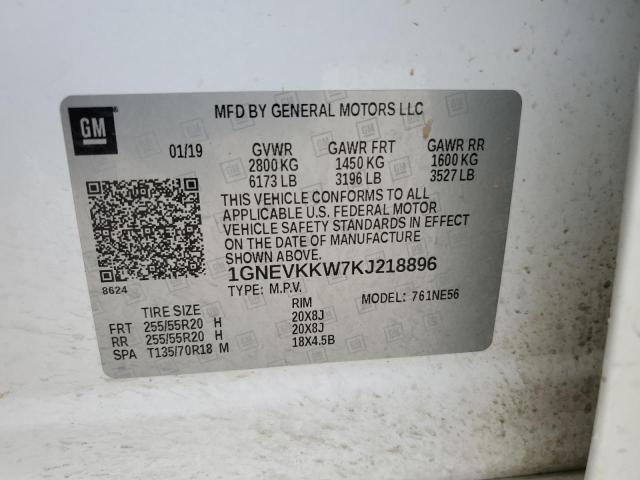 GM
MFD BY GENERAL MOTORS LLC
01/19 GVWR GAWR FRT GAWR RR
2800 KG 1450 KG 1600 KG
6173 LB 3196 LB 3527 LB
THIS VEHICLE CONFORMS TO ALL
APPLICABLE U.S. FEDERAL MOTOR
VEHICLE SAFETY STANDARDS IN EFFECT
ON THE DATE OF MANUFACTURE
SHOWN ABOVE.
8624
1GNEVKKW7KJ218896
TYPE: M.P.V. MODEL: 761NE56
TIRE SIZE RIM
FRT 255/55R20 H 20X8J
RR 255/55R20 H 20X8J
SPA T135/70R18 M 18X4.5B